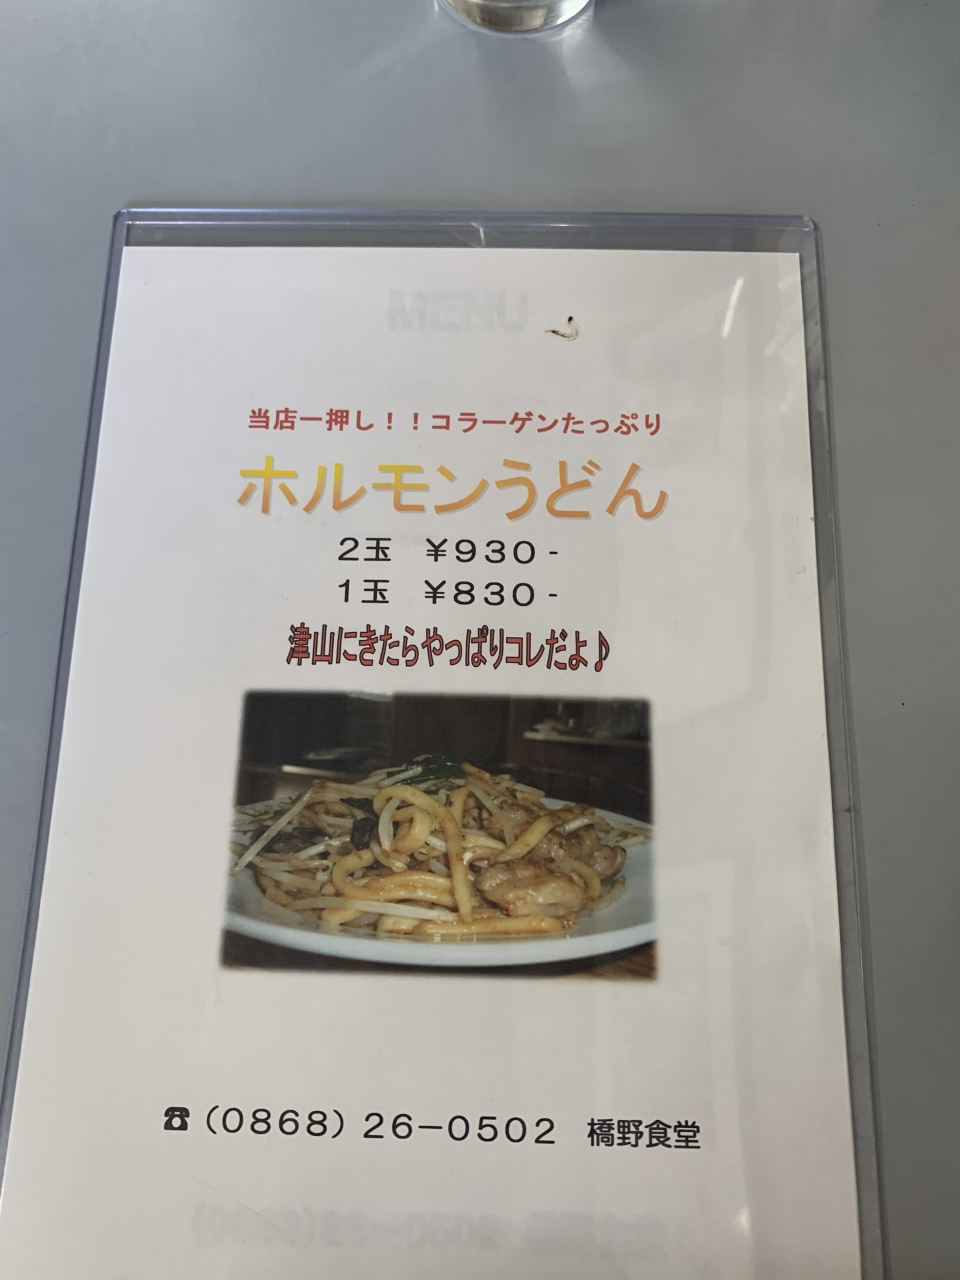 当店一押し！！コラーゲンたっぷり
ホルモンうどん
２玉　￥９３０‐
１玉　￥８３０‐
津山にきたらやっぱりコレだよ♪
☎（０８６８）２６－０５０２　橋野食堂